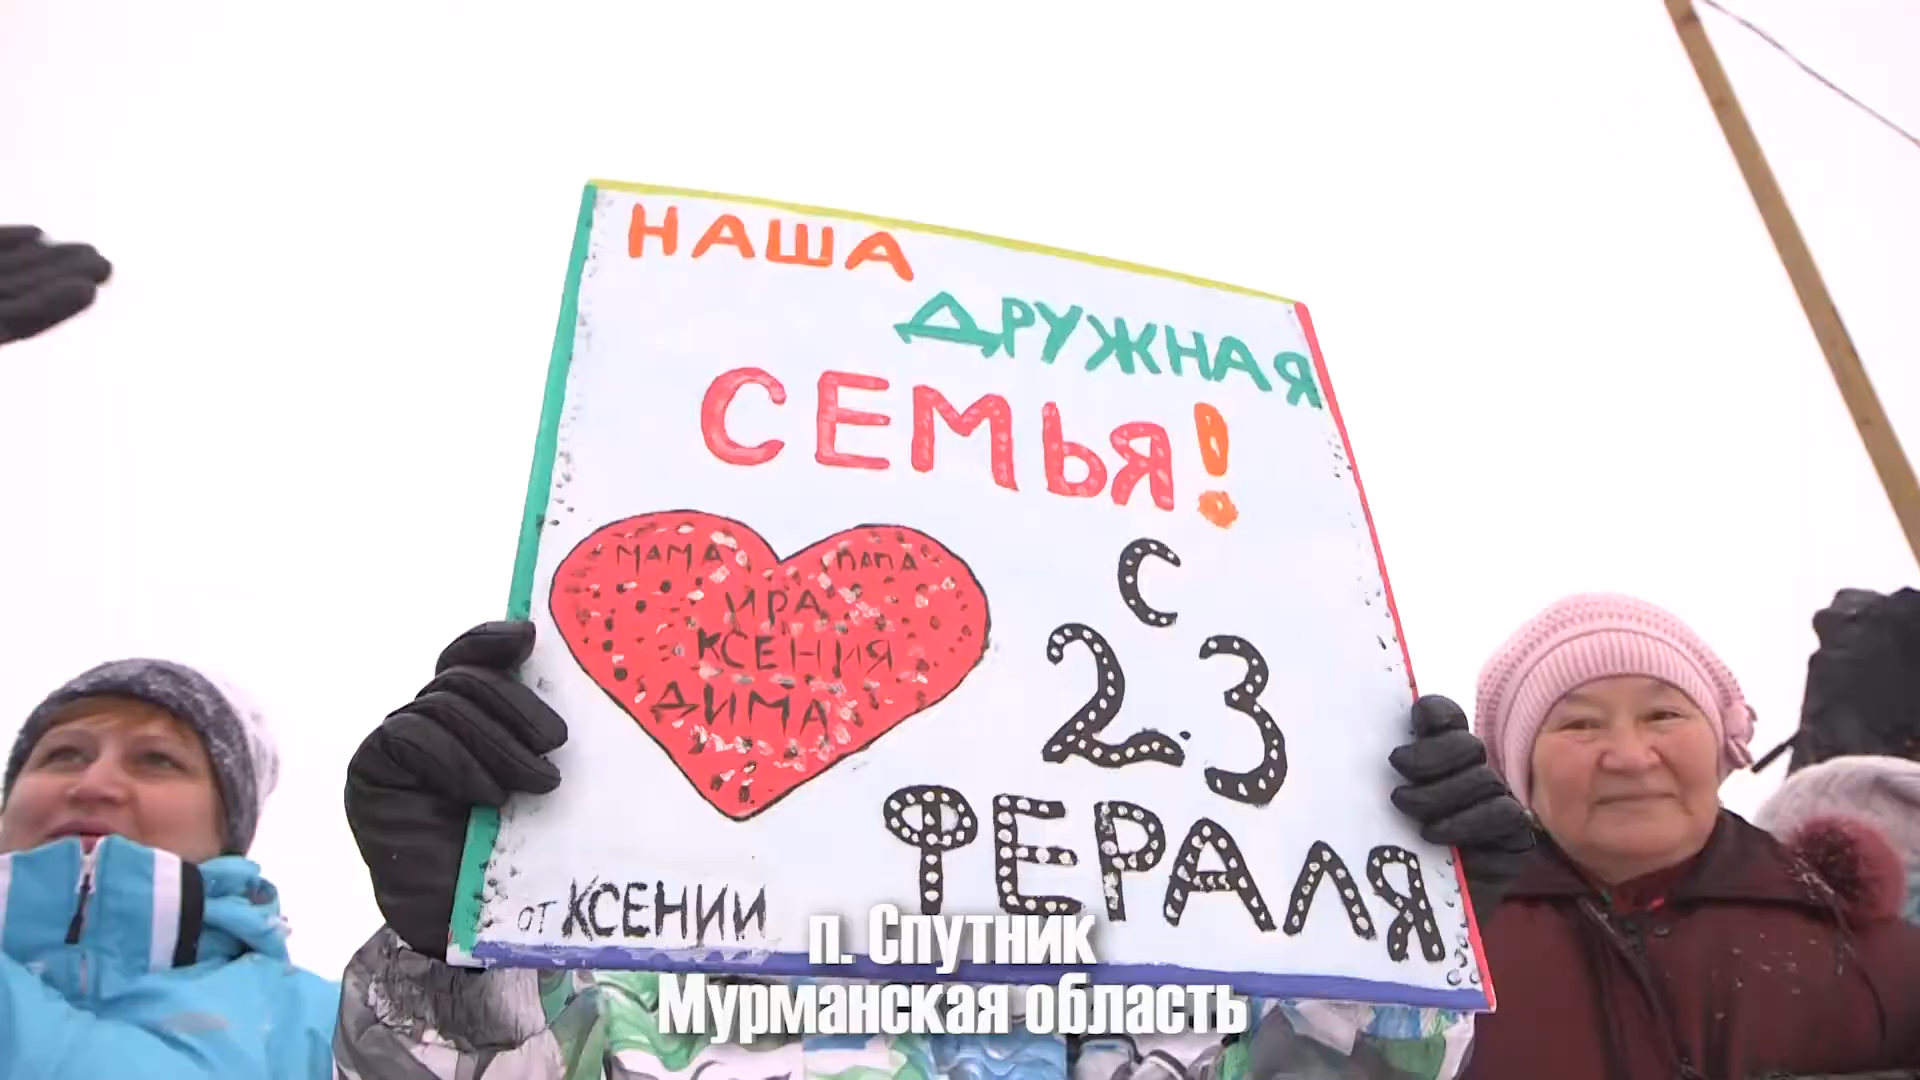 НАША
ДРУЖНАЯ
СЕМЬЯ!
МАМА ПАПА
ИРА
КСЕНИЯ
ДИМА
С
23
ФЕРАЛЯ
от КСЕНИИ
п. Спутник
Мурманская область